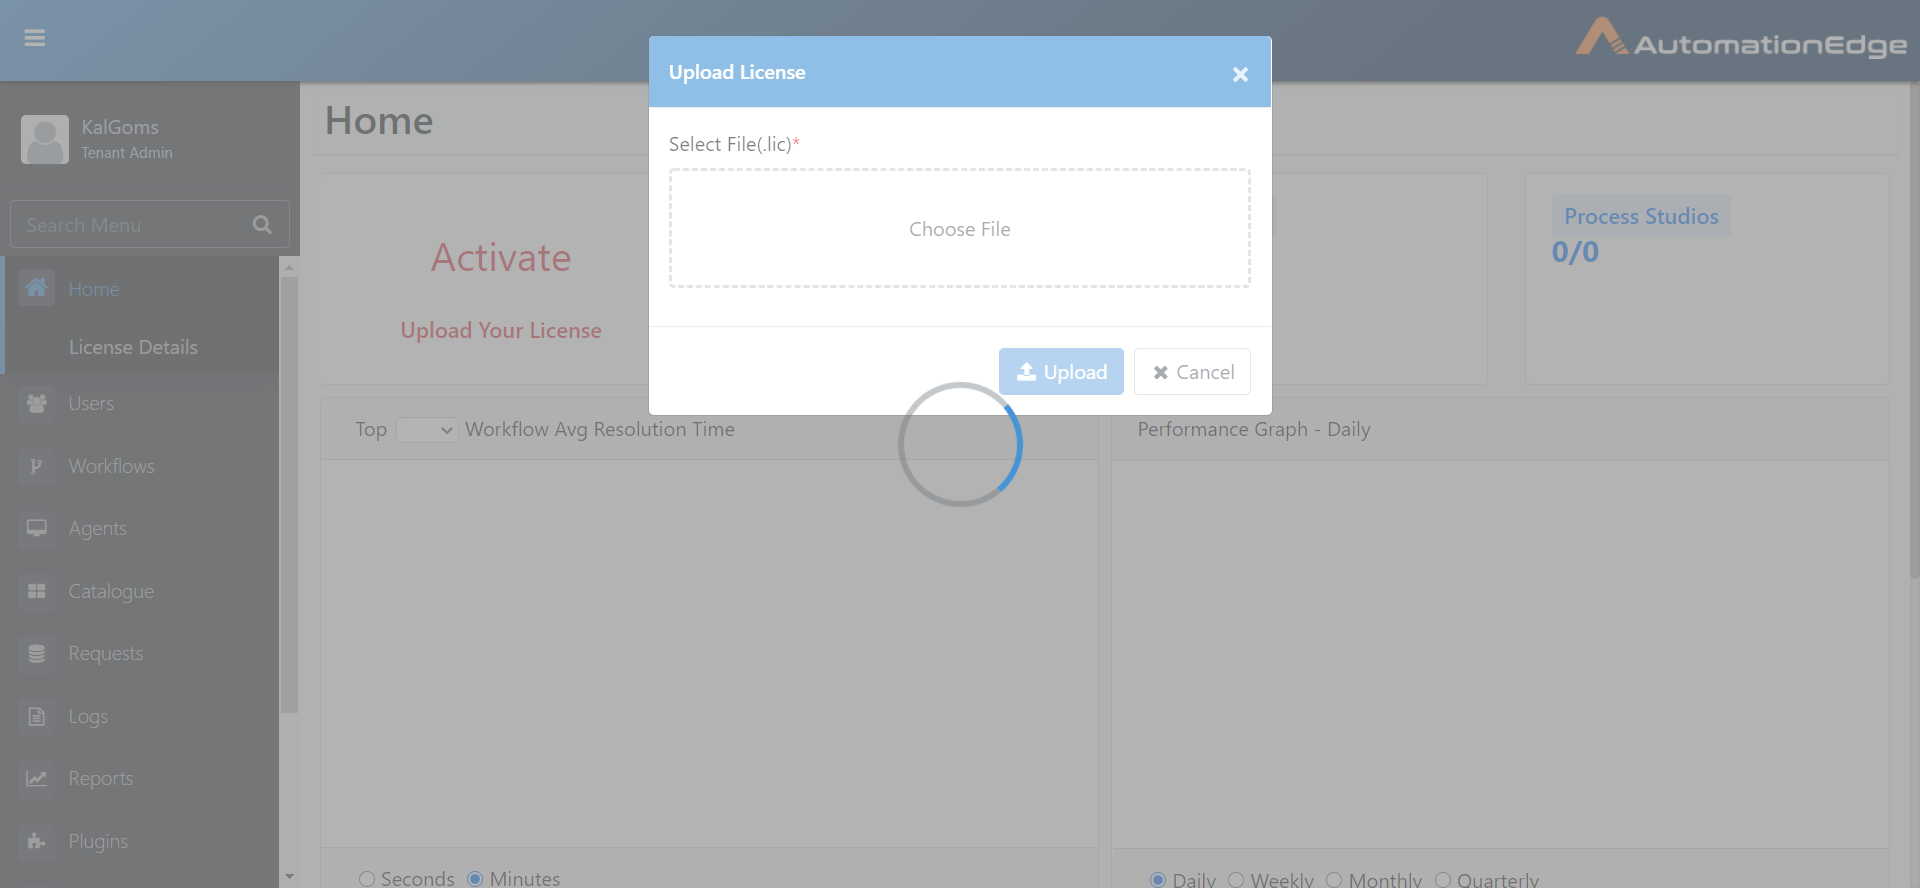 AutomationEdge
Upload License
KalGoms
Tenant Admin
Home
Select File(.lic)*
Choose File
Search Menu
Activate
Upload Your License
Process Studios
0/0
Home
License Details
Upload
Cancel
Users
Workflows
Agents
Catalogue
Requests
Logs
Reports
Plugins
Top
Workflow Avg Resolution Time
Performance Graph - Daily
Seconds
Minutes
Daily
Weekly
Monthly
Quarterly